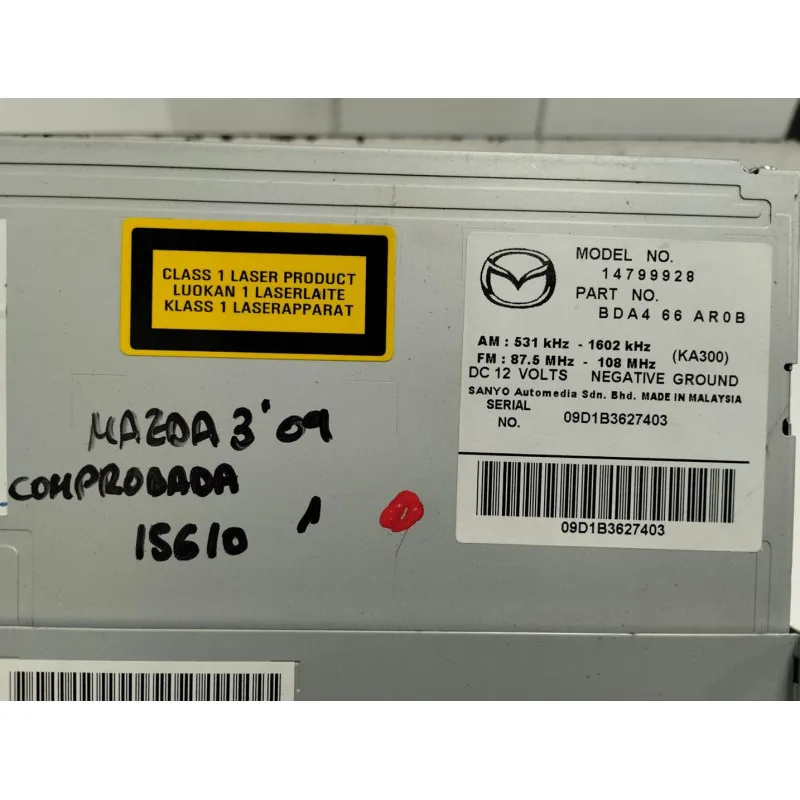 CLASS 1 LASER PRODUCT
LUOKAN 1 LASERLAITE
KLASS 1 LASERAPPARAT
MODEL NO.
14799928
PART NO.
BDA4 66 AR0B
AM : 531 kHz - 1602 kHz
FM : 87.5 MHz - 108 MHz (KA300)
DC 12 VOLTS NEGATIVE GROUND
SANYO Automedia Sdn. Bhd. MADE IN MALAYSIA
SERIAL
NO. 09D1B3627403
09D1B3627403
MAZDA 3'09
COMPROBADA
15610 1